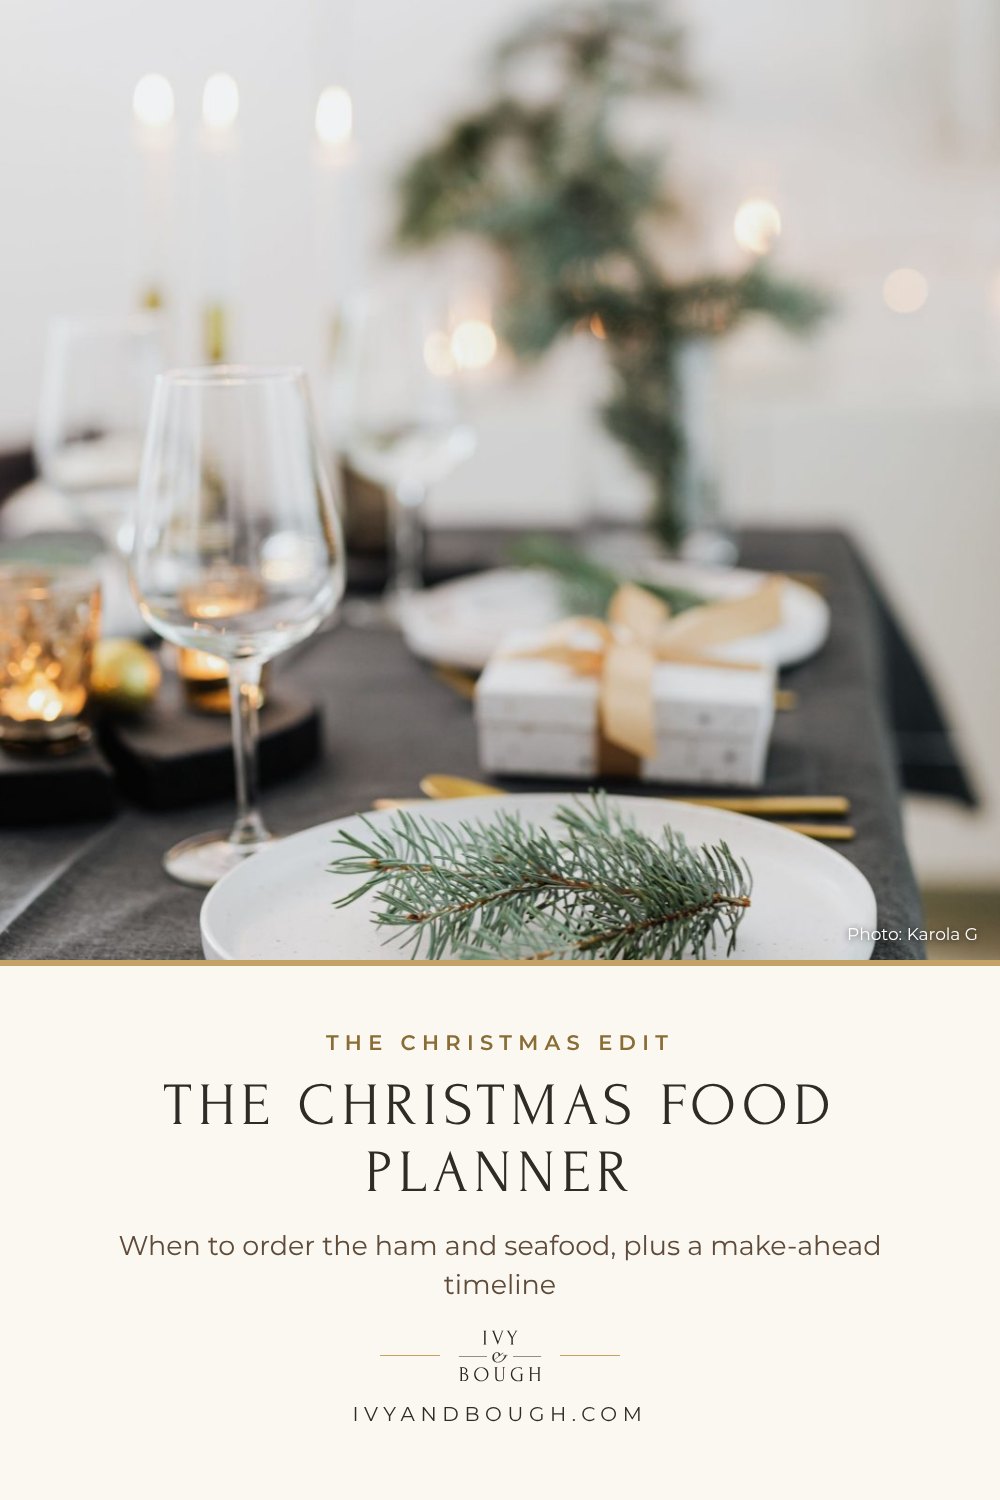 Photo: Karola G
THE CHRISTMAS EDIT
THE CHRISTMAS FOOD
PLANNER
When to order the ham and seafood, plus a make-ahead
timeline
IVY
&
BOUGH
IVYANDBOUGH.COM